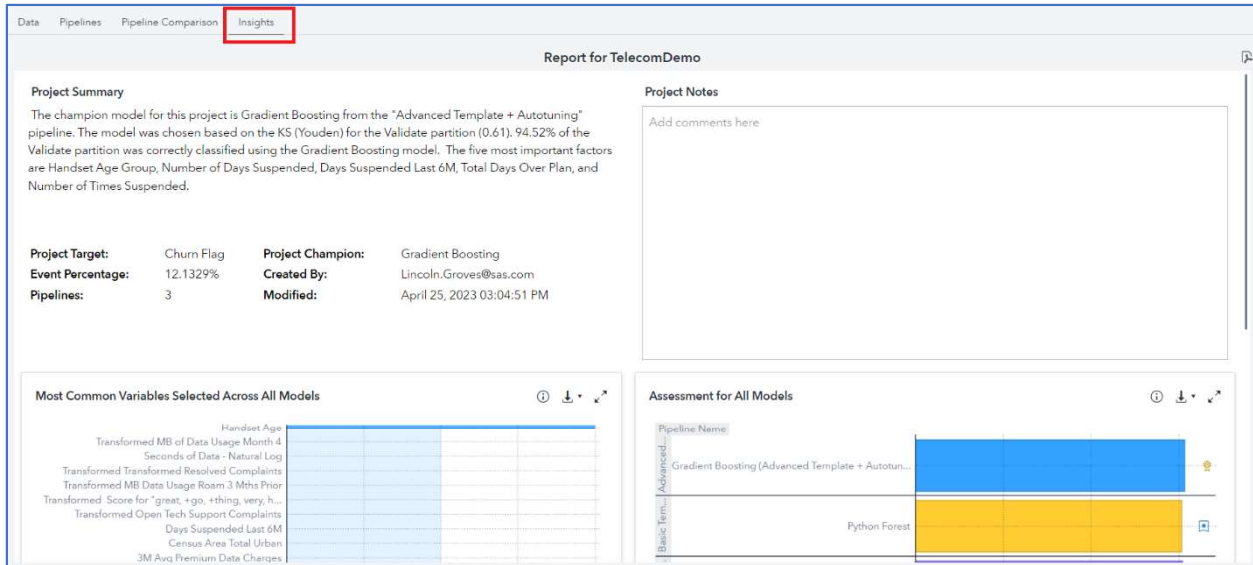 Data Pipelines Pipeline Comparison Insights
Report for TelecomDemo
Project Summary
The champion model for this project is Gradient Boosting from the "Advanced Template + Autotuning"
pipeline. The model was chosen based on the KS (Youden) for the Validate partition (0.61). 94.52% of the
Validate partition was correctly classified using the Gradient Boosting model. The five most important factors
are Handset Age Group, Number of Days Suspended, Days Suspended Last 6M, Total Days Over Plan, and
Number of Times Suspended.
Project Target: Churn Flag Project Champion: Gradient Boosting
Event Percentage: 12.1329% Created By: Lincoln.Groves@sas.com
Pipelines: 3 Modified: April 25, 2023 03:04:51 PM
Project Notes
Add comments here
Most Common Variables Selected Across All Models
Handset Age
Transformed MB of Data Usage Month 4
Seconds of Data - Natural Log
Transformed Transformed Resolved Complaints
Transformed MB Data Usage Roam 3 Mths Prior
Transformed Score for "great, +go, +thing, very, h...
Transformed Open Tech Support Complaints
Days Suspended Last 6M
Census Area Total Urban
3M Avg Premium Data Charges
Assessment for All Models
Pipeline Name
Advanced...
Gradient Boosting (Advanced Template + Autotun...
Basic Tem...
Python Forest